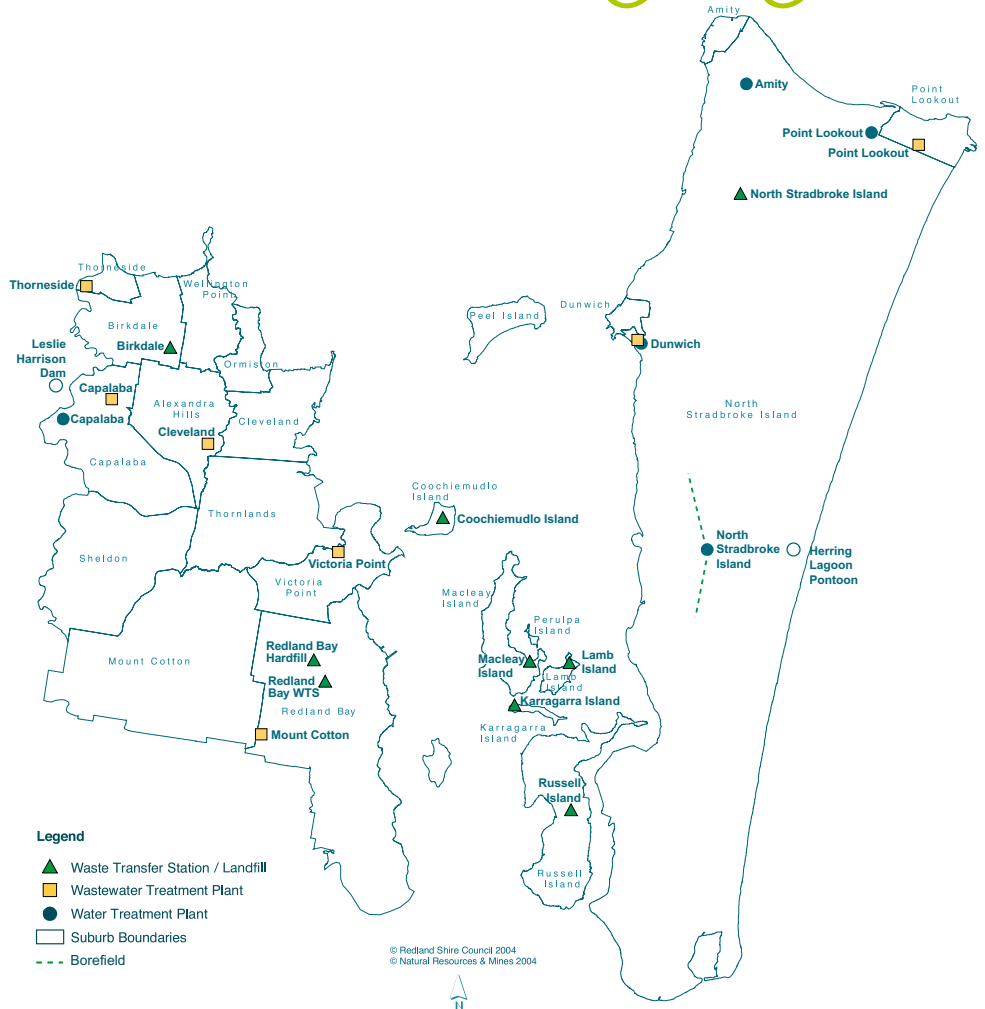 Amity
Amity
Point
Lookout
Point Lookout
Point Lookout
North Stradbroke Island
Thorneside
Thorneside
Wellington
Point
Birkdale
Birkdale
Leslie
Harrison
Dam
Ormiston
Capalaba
Capalaba
Capalaba
Alexandra
Hills
Cleveland
Cleveland
Peel Island
Dunwich
Dunwich
North
Stradbroke Island
Coochiemudlo
Island
Coochiemudlo Island
Thornlands
Sheldon
Victoria Point
Victoria
Point
North
Stradbroke
Island
Herring
Lagoon
Pontoon
Macleay
Island
Perulpa
Island
Mount Cotton
Redland Bay
Hardfill
Redland
Bay WTS
Redland Bay
Mount Cotton
Macleay
Island
Lamb
Island
Lamb
Island
Karragarra Island
Karragarra
Island
Russell
Island
Russell
Island
Legend
Waste Transfer Station / Landfill
Wastewater Treatment Plant
Water Treatment Plant
Suburb Boundaries
Borefield
© Redland Shire Council 2004
© Natural Resources & Mines 2004
N